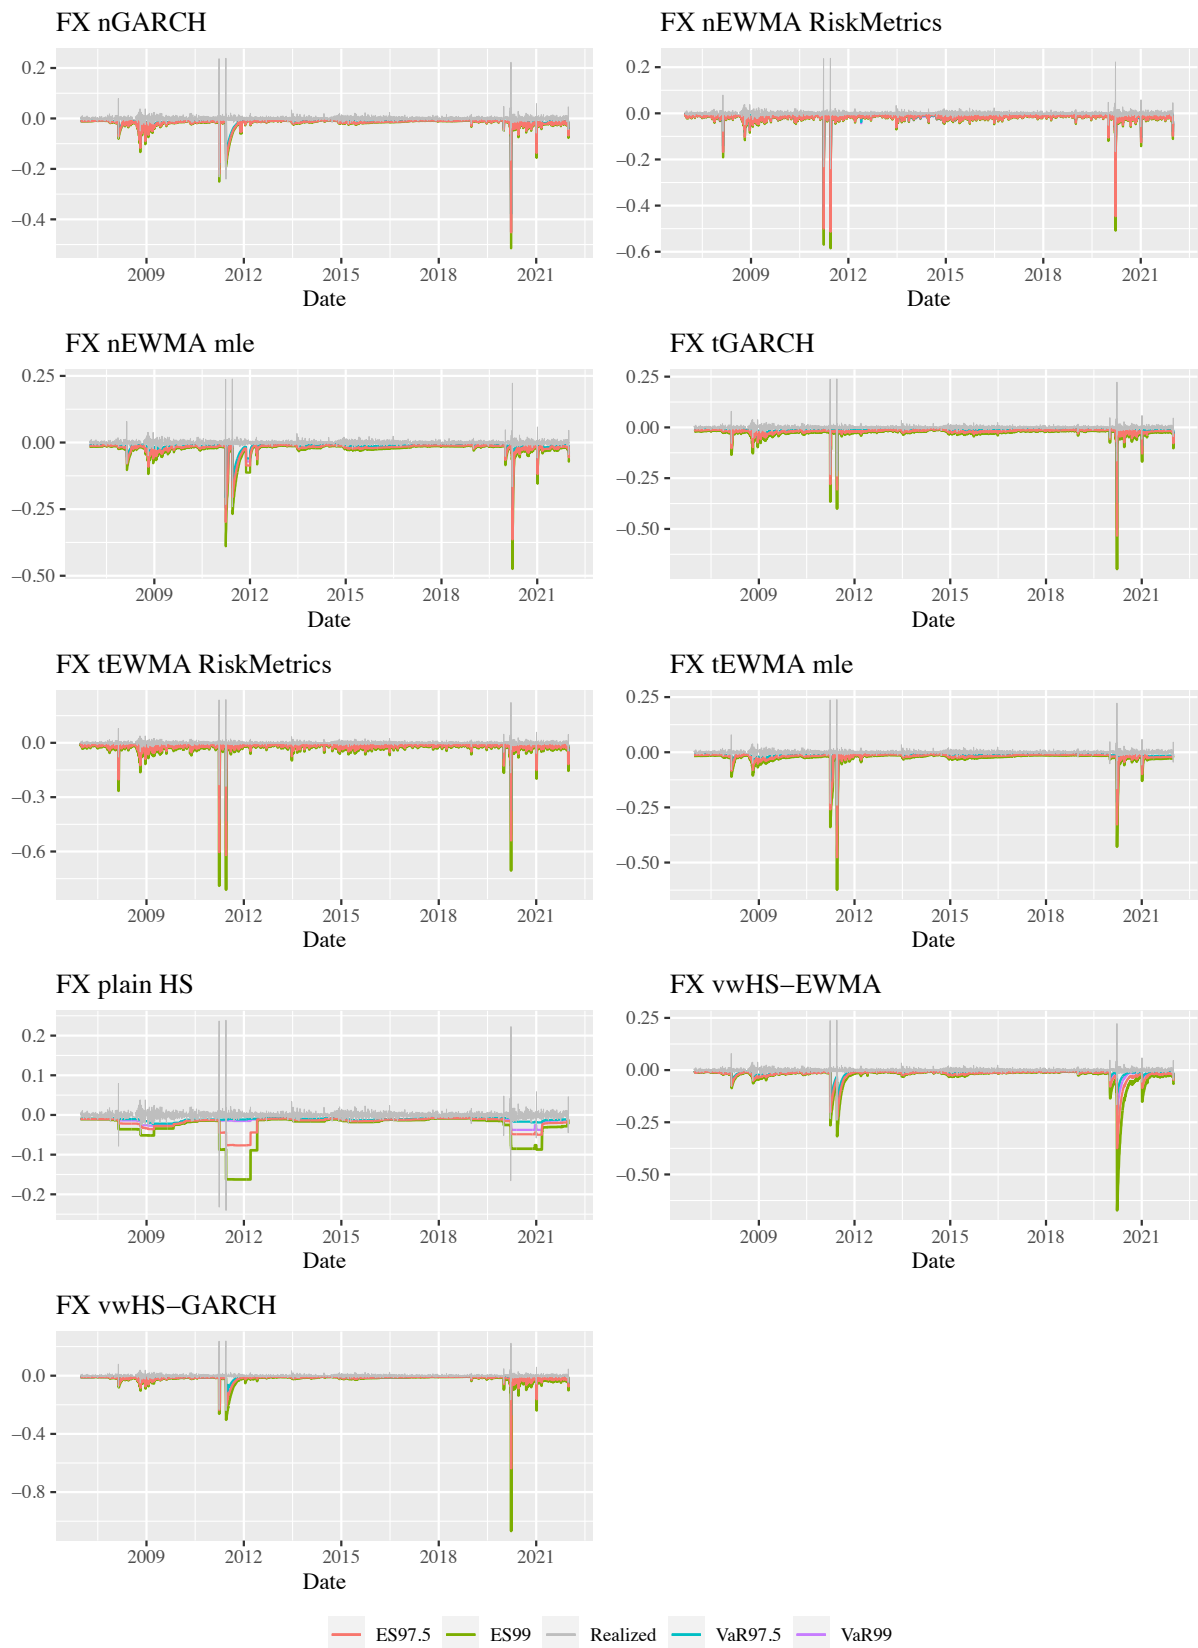 FX nGARCH
0.2
0.0
−0.2
−0.4
2009 2012 2015 2018 2021
Date
FX nEWMA RiskMetrics
0.2
0.0
−0.2
−0.4
−0.6
2009 2012 2015 2018 2021
Date
FX nEWMA mle
0.25
0.00
−0.25
−0.50
2009 2012 2015 2018 2021
Date
FX tGARCH
0.25
0.00
−0.25
−0.50
2009 2012 2015 2018 2021
Date
FX tEWMA RiskMetrics
0.0
−0.3
−0.6
2009 2012 2015 2018 2021
Date
FX tEWMA mle
0.25
0.00
−0.25
−0.50
2009 2012 2015 2018 2021
Date
FX plain HS
0.2
0.1
0.0
−0.1
−0.2
2009 2012 2015 2018 2021
Date
FX vwHS−EWMA
0.25
0.00
−0.25
−0.50
2009 2012 2015 2018 2021
Date
FX vwHS−GARCH
0.0
−0.4
−0.8
2009 2012 2015 2018 2021
Date
ES97.5 ES99 Realized VaR97.5 VaR99